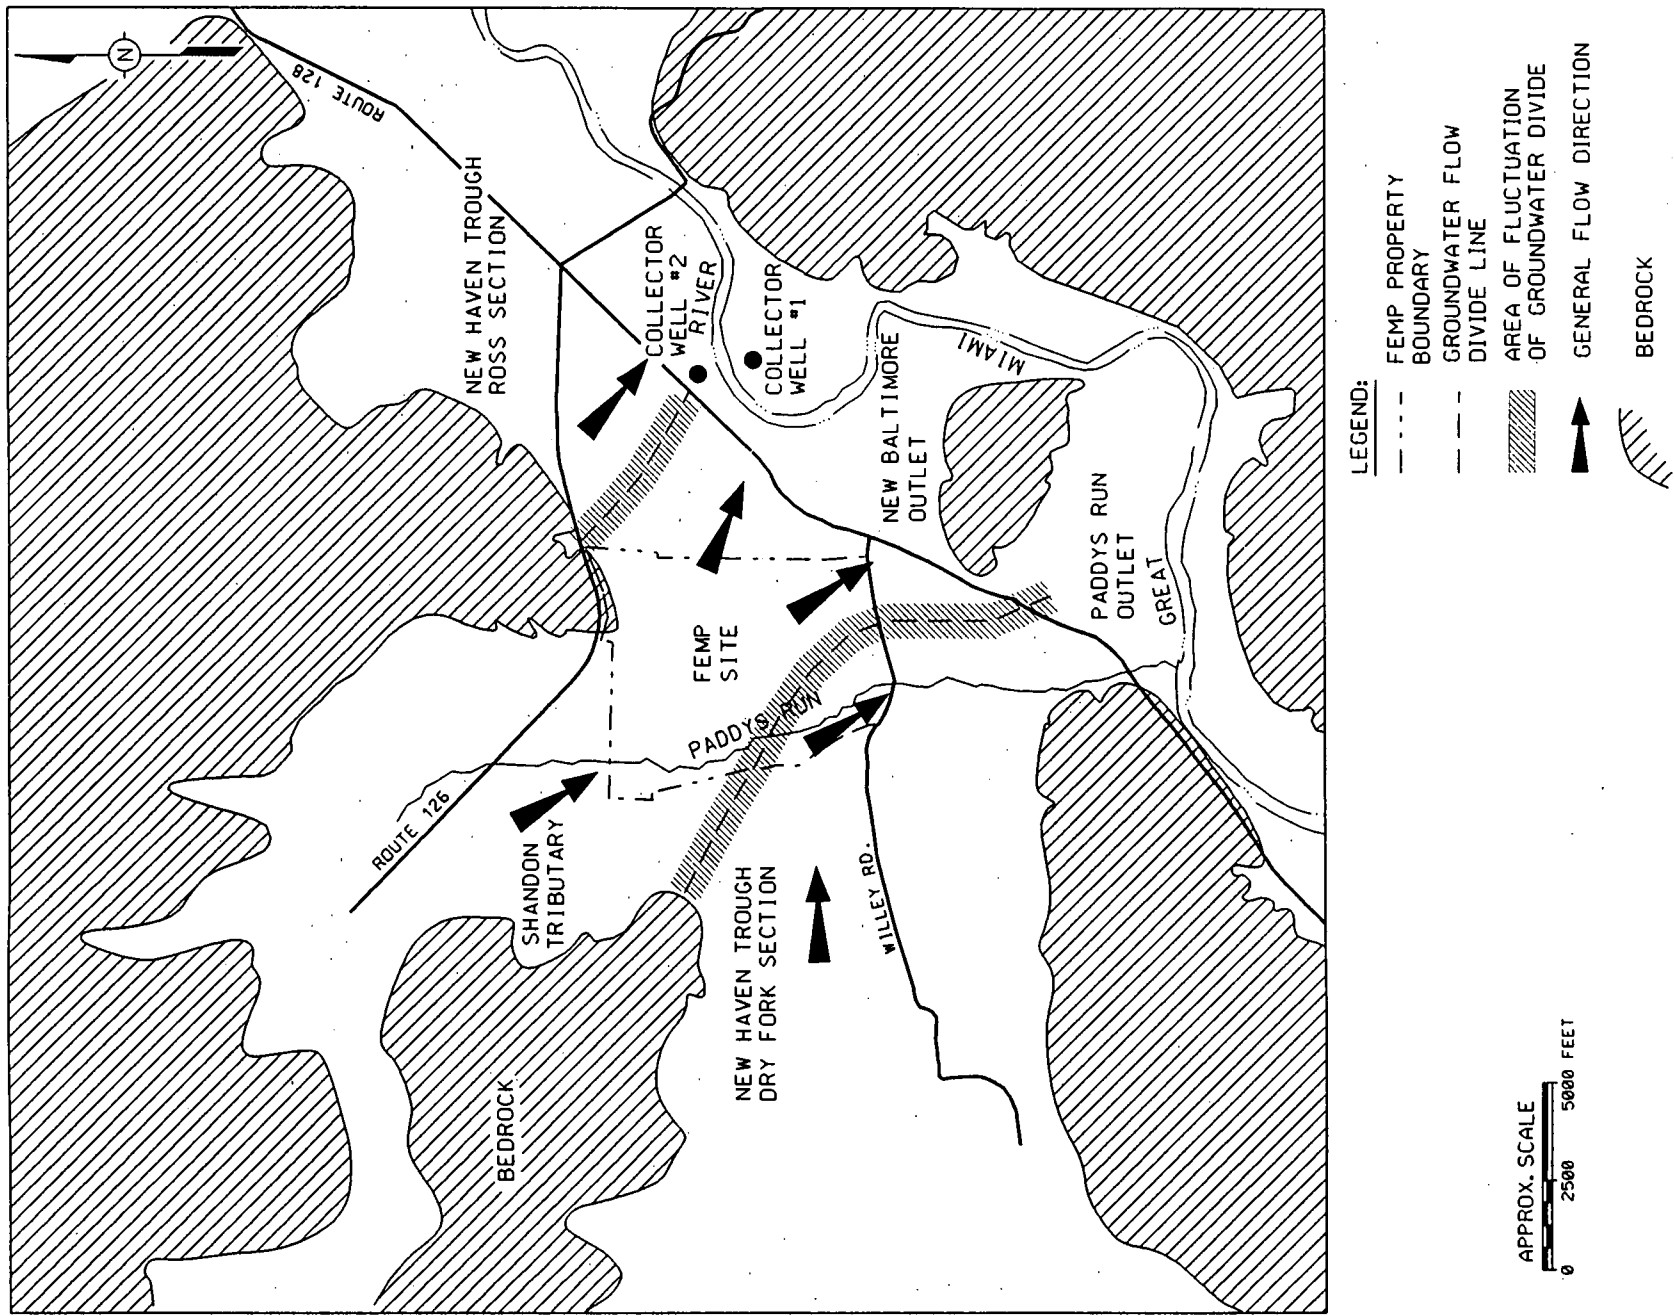 N
ROUTE 128
NEW HAVEN TROUGH
ROSS SECTION
COLLECTOR
WELL #2
RIVER
COLLECTOR
WELL #1
NEW BALTIMORE
OUTLET
MIAMI
PADDYS RUN
OUTLET
GREAT
FEMP
SITE
PADDYS RUN
ROUTE 126
SHANDON
TRIBUTARY
NEW HAVEN TROUGH
DRY FORK SECTION
WILLEY RD.
BEDROCK
LEGEND:
FEMP PROPERTY
BOUNDARY
GROUNDWATER FLOW
DIVIDE LINE
AREA OF FLUCTUATION
OF GROUNDWATER DIVIDE
GENERAL FLOW DIRECTION
BEDROCK
APPROX. SCALE
0 2500 5000 FEET